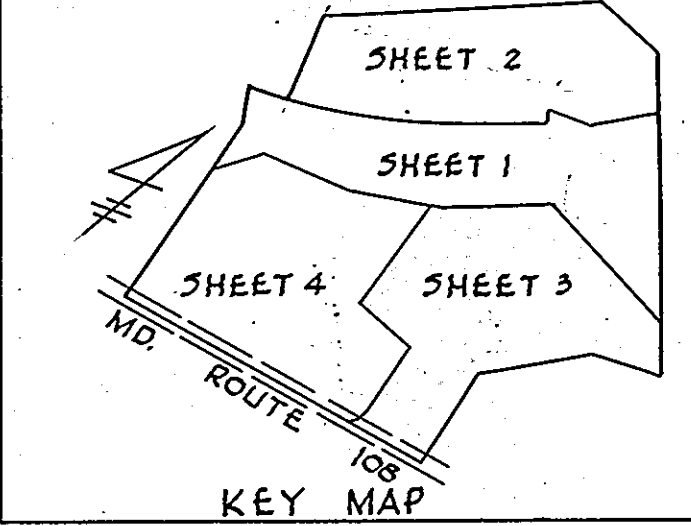 SHEET 2
SHEET 1
SHEET 4
SHEET 3
MD. ROUTE 108
KEY MAP